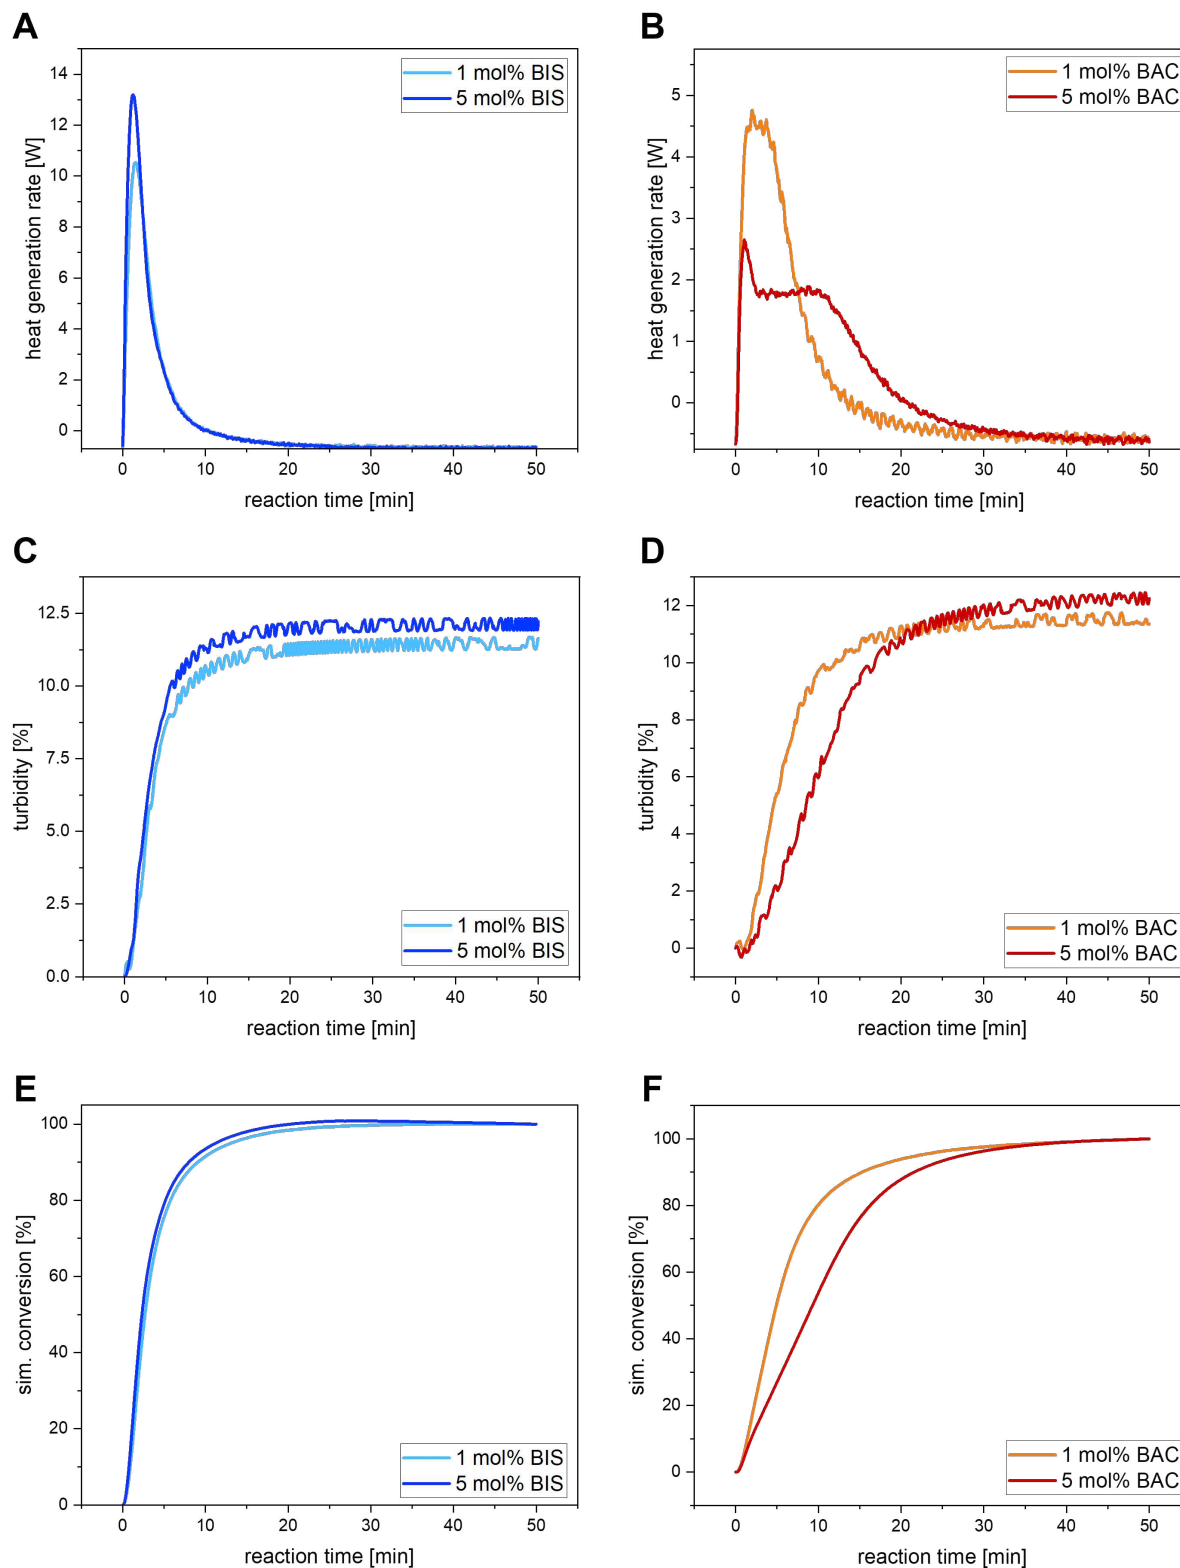 A
heat generation rate [W]
14
12
10
8
6
4
2
0
0 10 20 30 40 50
reaction time [min]
1 mol% BIS
5 mol% BIS
B
heat generation rate [W]
5
4
3
2
1
0
0 10 20 30 40 50
reaction time [min]
1 mol% BAC
5 mol% BAC
C
turbidity [%]
12.5
10.0
7.5
5.0
2.5
0.0
0 10 20 30 40 50
reaction time [min]
1 mol% BIS
5 mol% BIS
D
turbidity [%]
12
10
8
6
4
2
0
0 10 20 30 40 50
reaction time [min]
1 mol% BAC
5 mol% BAC
E
sim. conversion [%]
100
80
60
40
20
0
0 10 20 30 40 50
reaction time [min]
1 mol% BIS
5 mol% BIS
F
sim. conversion [%]
100
80
60
40
20
0
0 10 20 30 40 50
reaction time [min]
1 mol% BAC
5 mol% BAC